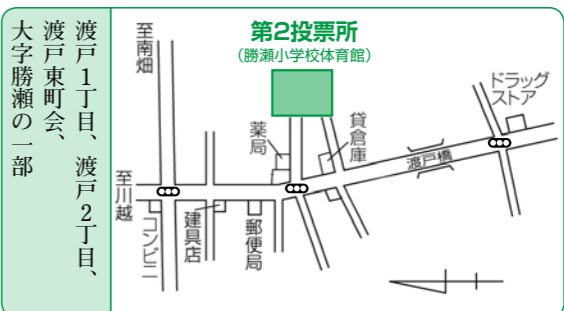 渡戸1丁目、渡戸2丁目、
渡戸東町会、
大字勝瀬の一部
第2投票所
(勝瀬小学校体育館)
至南畑
ドラッグ
ストア
薬局
貸倉庫
渡戸橋
至川越
コンビニ
建具店
郵便局